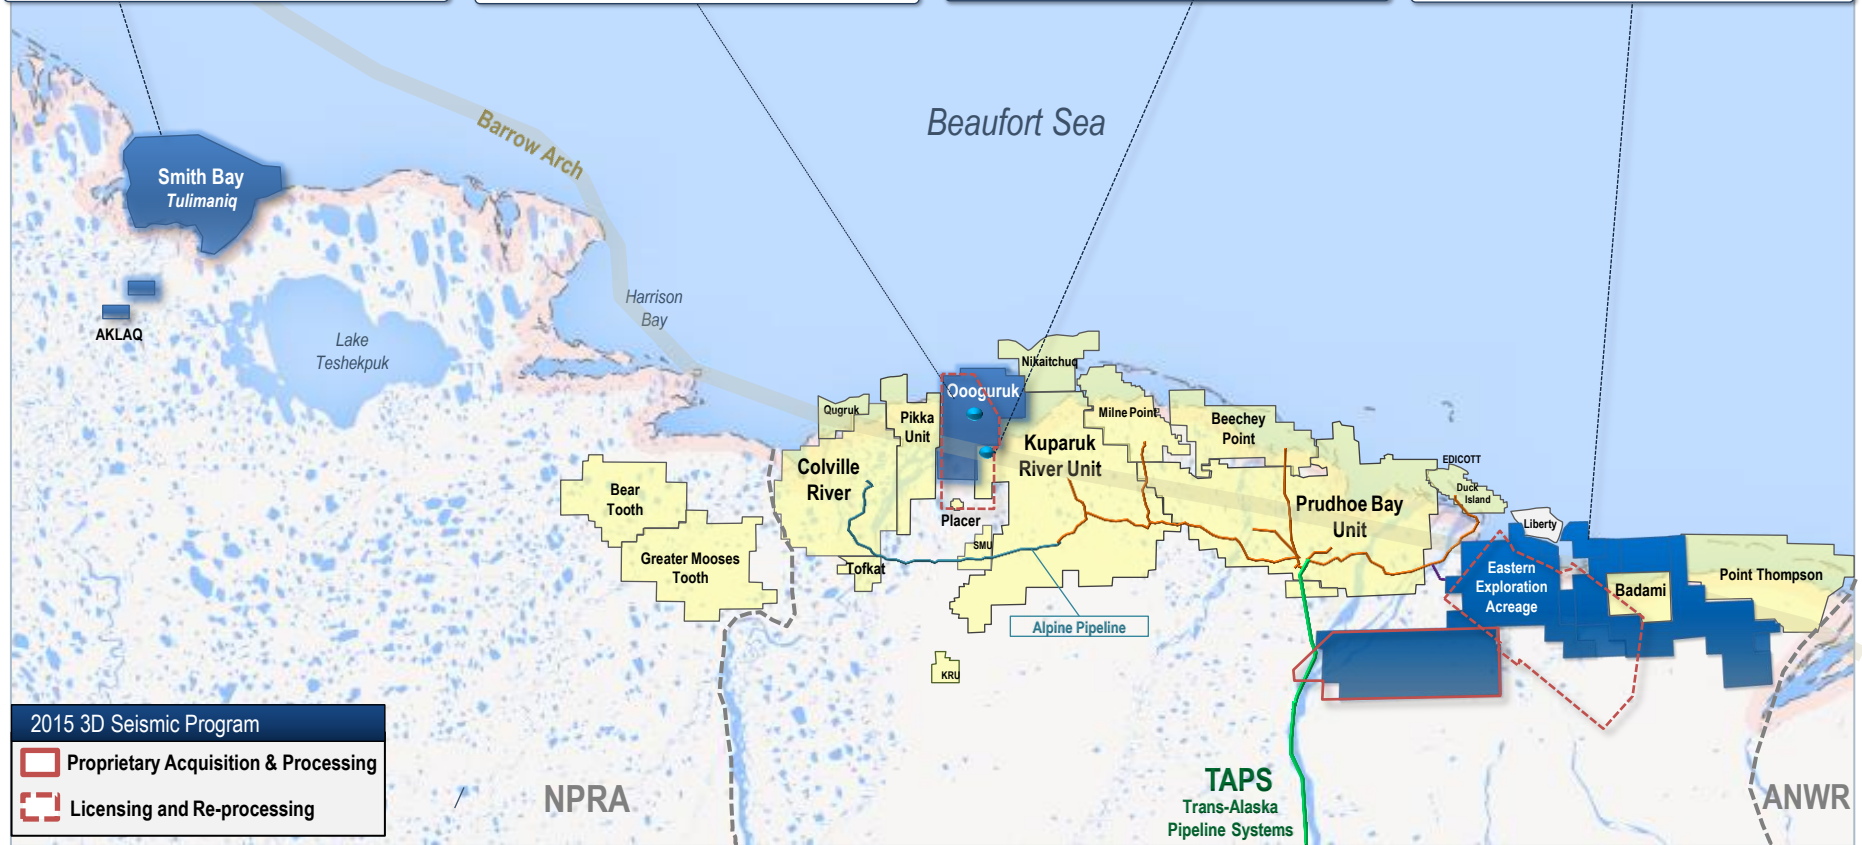 Beaufort Sea
Barrow Arch
Smith Bay
Tulimaniq
AKLAQ
Lake
Teshekpuk
Harrison
Bay
Nikaitchuq
Oooguruk
Qugruk
Pikka
Unit
Milne Point
Beechey
Point
Kuparuk
River Unit
Colville
River
EDICOTT
Duck
Island
Bear
Tooth
Prudhoe Bay
Unit
Placer
Liberty
SMU
Greater Mooses
Tooth
Tofkat
Eastern
Exploration
Acreage
Badami
Point Thompson
Alpine Pipeline
KRU
2015 3D Seismic Program
Proprietary Acquisition & Processing
Licensing and Re-processing
NPRA
TAPS
Trans-Alaska
Pipeline Systems
ANWR